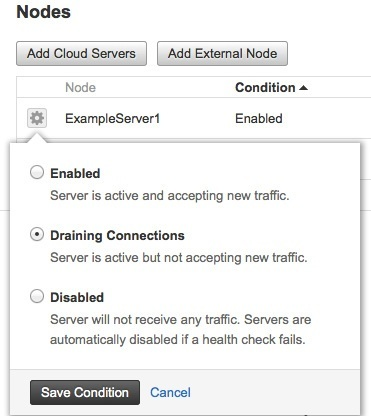 Nodes
Add Cloud Servers Add External Node
Node Condition
ExampleServer1 Enabled
Enabled
Server is active and accepting new traffic.
Draining Connections
Server is active but not accepting new traffic.
Disabled
Server will not receive any traffic. Servers are
automatically disabled if a health check fails.
Save Condition Cancel